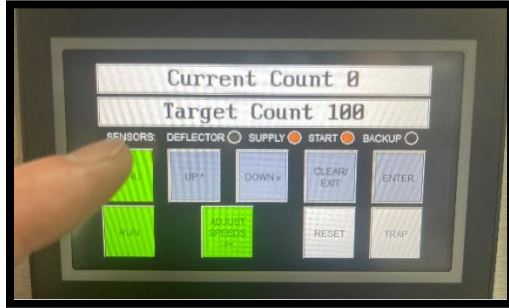 Current Count 0
Target Count 100
SENSORS: DEFLECTOR SUPPLY START BACKUP
UP ^ DOWN v CLEAR/ ENTER
EXIT
RUN ADJUST RESET TRAP
SPEEDS